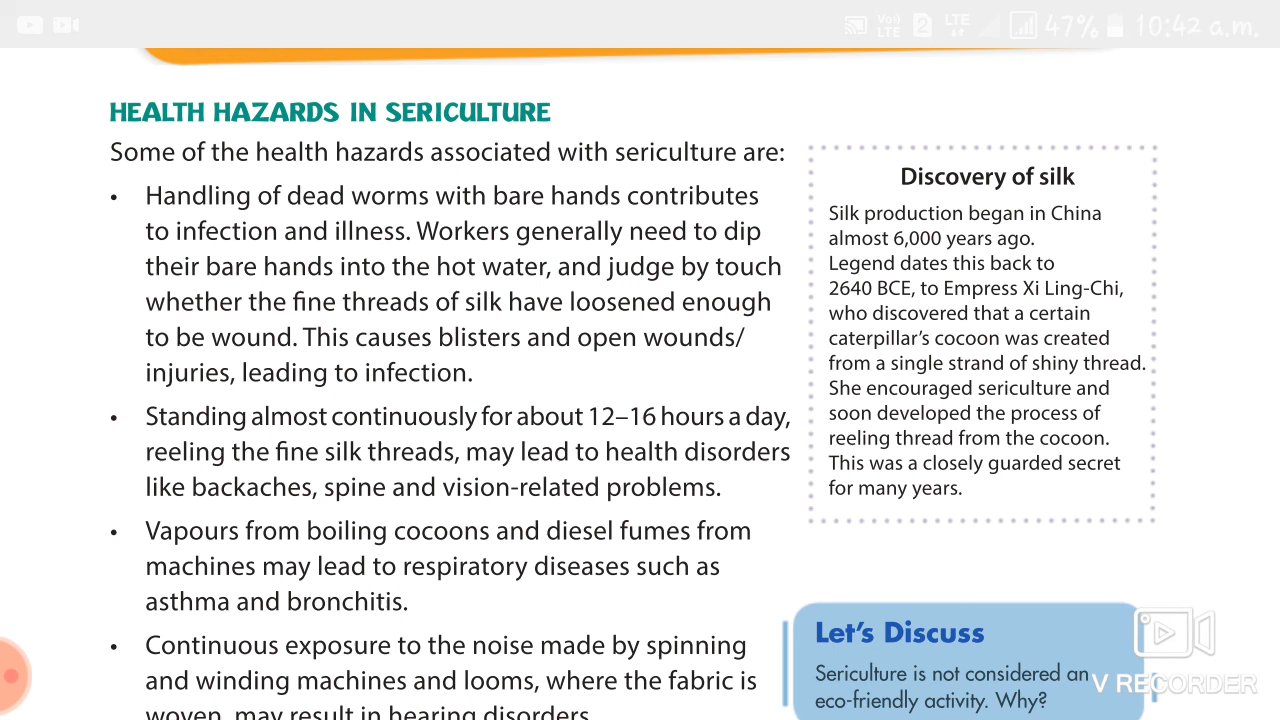 Vo))
LTE
2
LTE
47%
10:42 a.m.
HEALTH HAZARDS IN SERICULTURE
Some of the health hazards associated with sericulture are:
• Handling of dead worms with bare hands contributes
to infection and illness. Workers generally need to dip
their bare hands into the hot water, and judge by touch
whether the fine threads of silk have loosened enough
to be wound. This causes blisters and open wounds/
injuries, leading to infection.
• Standing almost continuously for about 12–16 hours a day,
reeling the fine silk threads, may lead to health disorders
like backaches, spine and vision-related problems.
• Vapours from boiling cocoons and diesel fumes from
machines may lead to respiratory diseases such as
asthma and bronchitis.
• Continuous exposure to the noise made by spinning
and winding machines and looms, where the fabric is
woven, may result in hearing disorders.
Discovery of silk
Silk production began in China
almost 6,000 years ago.
Legend dates this back to
2640 BCE, to Empress Xi Ling-Chi,
who discovered that a certain
caterpillar’s cocoon was created
from a single strand of shiny thread.
She encouraged sericulture and
soon developed the process of
reeling thread from the cocoon.
This was a closely guarded secret
for many years.
Let’s Discuss
Sericulture is not considered an
eco-friendly activity. Why?
V RECORDER